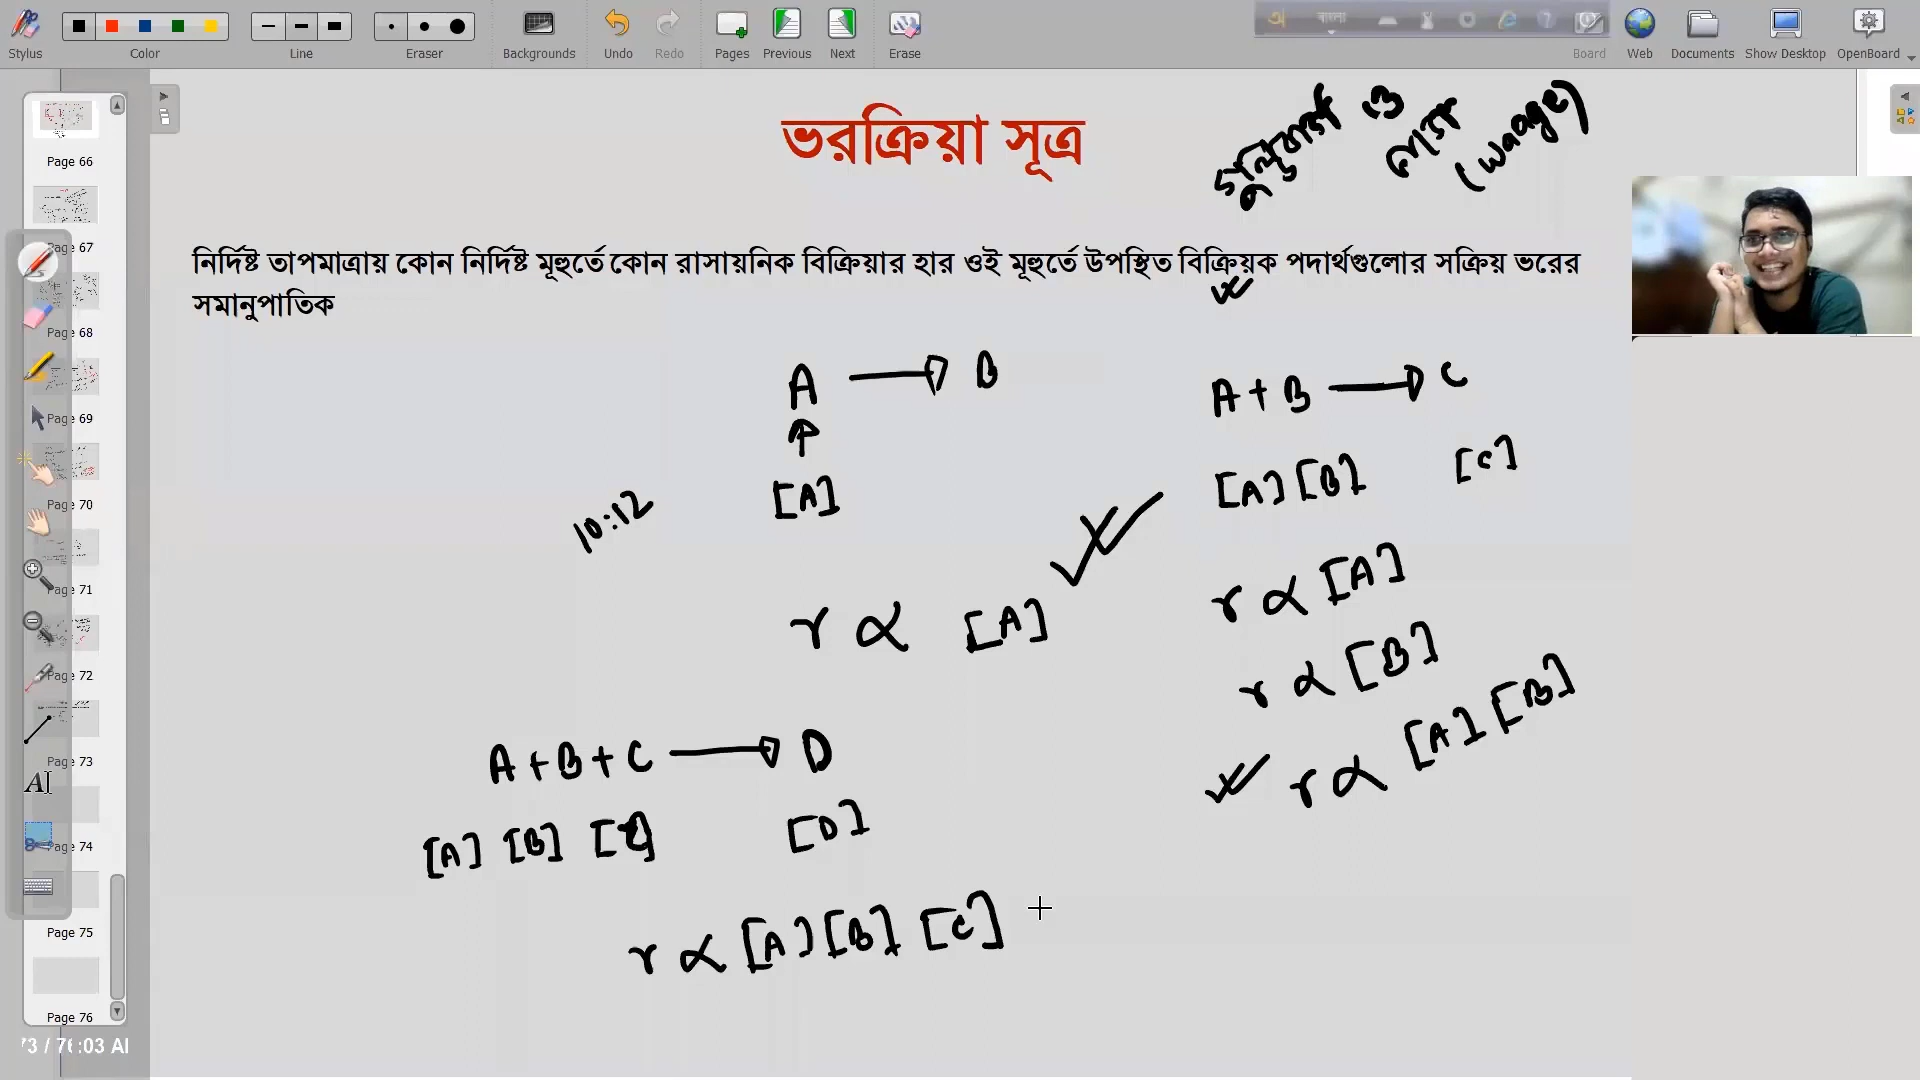 Stylus Color Line Eraser Backgrounds Undo Redo Pages Previous Next Erase Board Web Documents Show Desktop OpenBoard
বাংলা
ভরক্রিয়া সূত্র
গুলবার্গ ও
(waage)
নির্দিষ্ট তাপমাত্রায় কোন নির্দিষ্ট মূহুর্তে কোন রাসায়নিক বিক্রিয়ার হার ওই মূহুর্তে উপস্থিত বিক্রিয়ক পদার্থগুলোর সক্রিয় ভরের
সমানুপাতিক
A → B
[A]
10:12
r ∝ [A]
A + B → C
[A] [B] [C]
r ∝ [A]
r ∝ [B]
r ∝ [A] [B]
A + B + C → D
[A] [B] [C] [D]
r ∝ [A] [B] [C]
Page 66
Page 67
Page 68
Page 69
Page 70
Page 71
Page 72
Page 73
Page 74
Page 75
Page 76